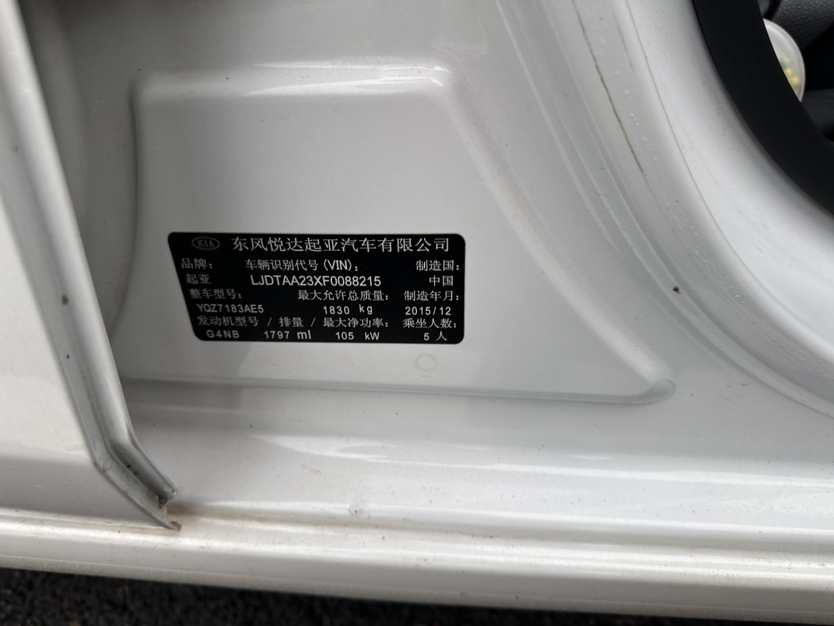 KIA 东风悦达起亚汽车有限公司
品牌: 车辆识别代号(VIN): 制造国:
起亚 LJDTAA23XF0088215 中国
整车型号: 最大允许总质量: 制造年月:
YQZ7183AE5 1830 kg 2015/12
发动机型号 / 排量 / 最大净功率: 乘坐人数:
G4NB 1797 ml 105 kW 5 人